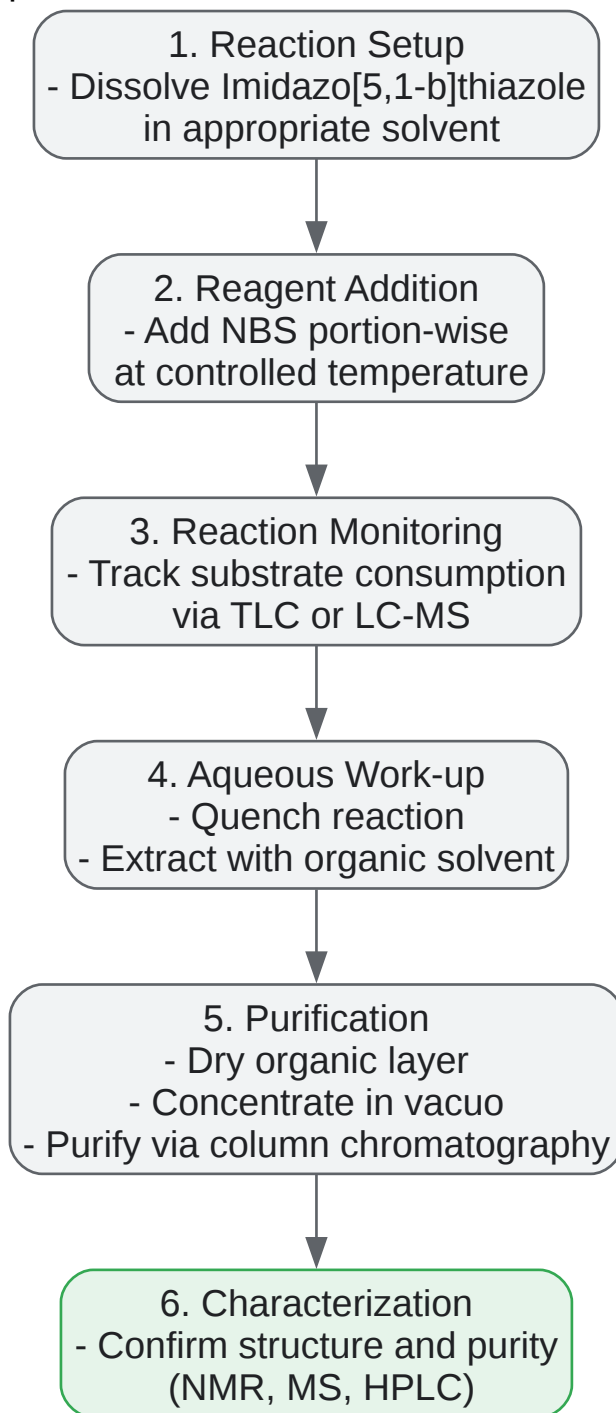 1. Reaction Setup
- Dissolve Imidazo[5,1-b]thiazole
in appropriate solvent
2. Reagent Addition
- Add NBS portion-wise
at controlled temperature
3. Reaction Monitoring
- Track substrate consumption
via TLC or LC-MS
4. Aqueous Work-up
- Quench reaction
- Extract with organic solvent
5. Purification
- Dry organic layer
- Concentrate in vacuo
- Purify via column chromatography
6. Characterization
- Confirm structure and purity
(NMR, MS, HPLC)